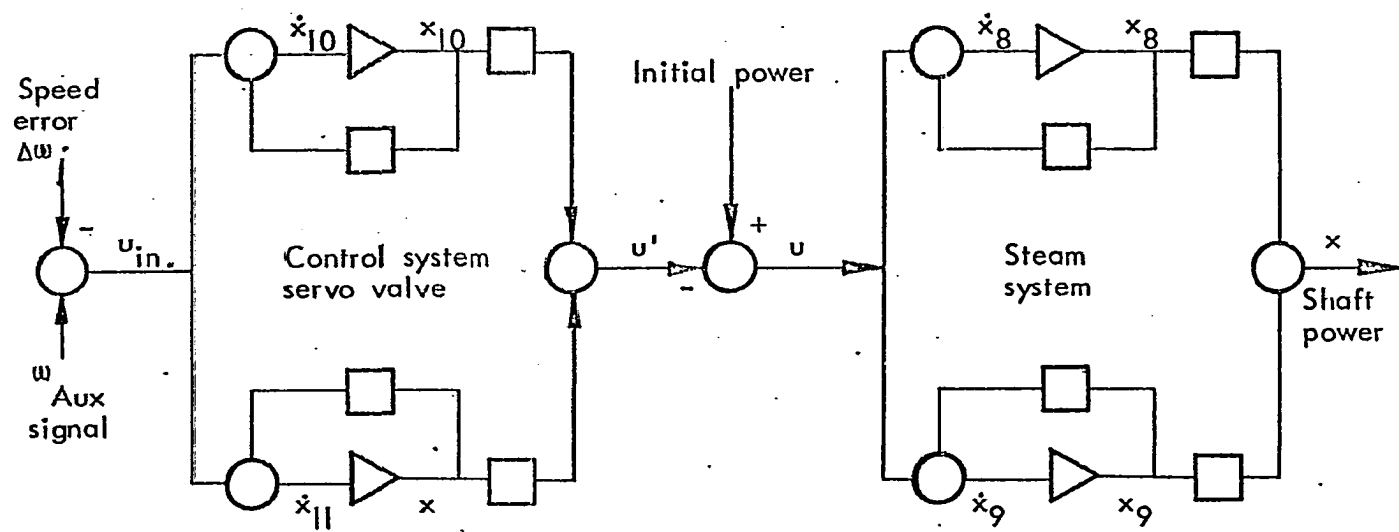 ẋ10
x10
Speed
error
Δω
-
u in.
ω
Aux
signal
Control system
servo valve
ẋ11
x
u'
-
Initial power
+
u
ẋ8
x8
Steam
system
ẋ9
x9
x
Shaft
power